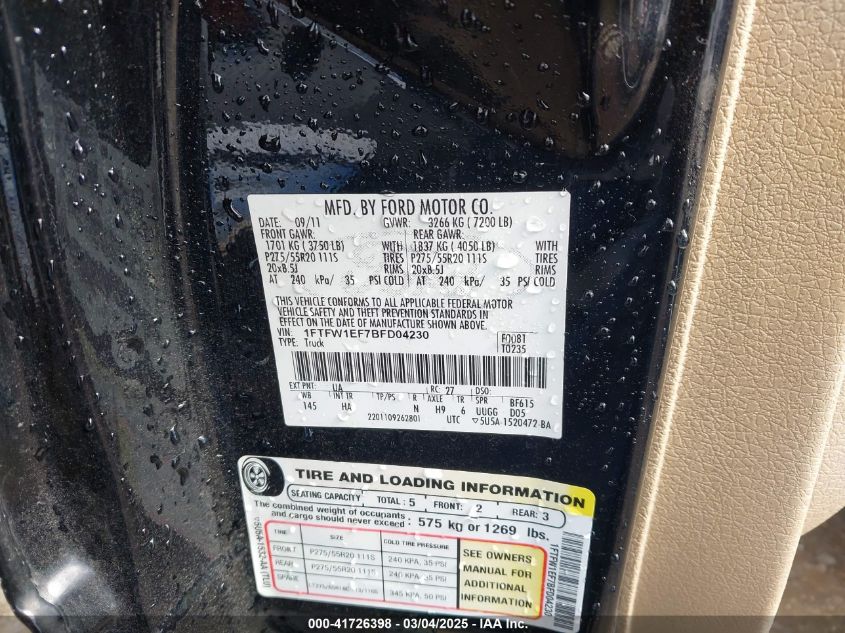 MFD. BY FORD MOTOR CO.
DATE: 09/11 GVWR: 3266 KG ( 7200 LB)
FRONT GAWR: REAR GAWR:
1701 KG ( 3750 LB) WITH 1837 KG ( 4050 LB) WITH
P275/55R20 111S TIRES P275/55R20 111S TIRES
20x8.5J RIMS 20x8.5J RIMS
AT 240 kPa/ 35 PSI COLD AT 240 kPa/ 35 PSI COLD
THIS VEHICLE CONFORMS TO ALL APPLICABLE FEDERAL MOTOR
VEHICLE SAFETY AND THEFT PREVENTION STANDARDS IN
EFFECT ON THE DATE OF MANUFACTURE SHOWN ABOVE.
VIN: 1FTFW1EF7BFD04230 F0081
TYPE: Truck T0235
EXT PNT: UA RC: 27 DSO:
WB INT TR TP/PS R AXLE TR SPR BF615
145 HA N H9 6 UUGG D05
2201109262801 UTC ▽5U5A-1520472-BA
TIRE AND LOADING INFORMATION
SEATING CAPACITY TOTAL : 5 FRONT: 2 REAR: 3
The combined weight of occupants
and cargo should never exceed : 575 kg or 1269 lbs.
TIRE SIZE COLD TIRE PRESSURE
FRONT P275/55R20 111S 240 KPA, 35 PSI
REAR P275/55R20 111S 240 KPA, 35 PSI
SPARE 345 KPA, 50 PSI
SEE OWNERS
MANUAL FOR
ADDITIONAL
INFORMATION
1FTFW1EF7BFD04230
00-41726398 - 03/04/2025 - IAA Inc.